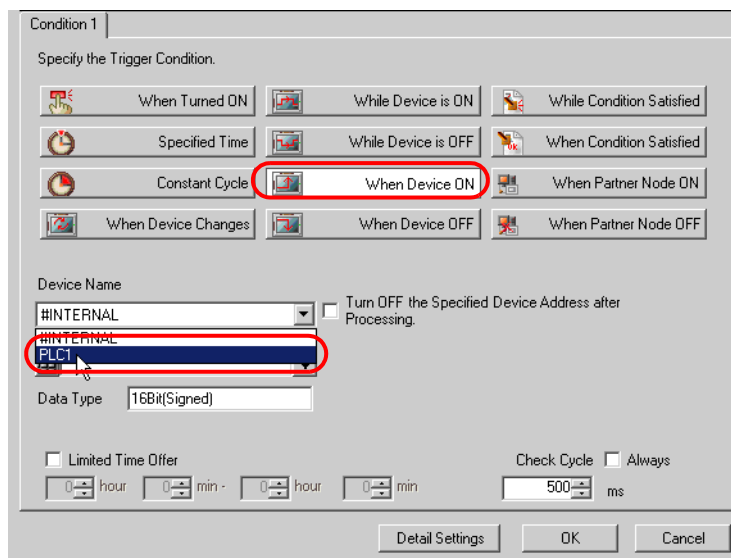 Condition 1
Specify the Trigger Condition.
When Turned ON While Device is ON While Condition Satisfied
Specified Time While Device is OFF When Condition Satisfied
Constant Cycle When Device ON When Partner Node ON
When Device Changes When Device OFF When Partner Node OFF
Device Name
#INTERNAL
Turn OFF the Specified Device Address after
Processing.
#INTERNAL
PLC1
Data Type 16Bit(Signed)
Limited Time Offer Check Cycle Always
0 hour 0 min - 0 hour 0 min 500 ms
Detail Settings OK Cancel